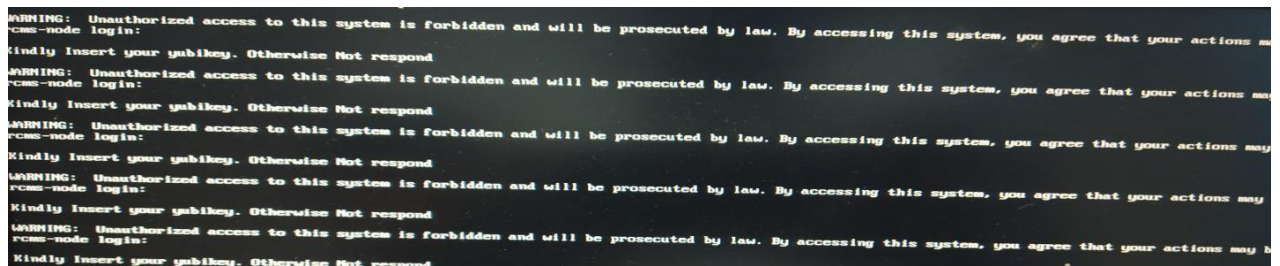 WARNING: Unauthorized access to this system is forbidden and will be prosecuted by law. By accessing this system, you agree that your actions
rcms-node login:
Kindly Insert your yubikey. Otherwise Not respond
WARNING: Unauthorized access to this system is forbidden and will be prosecuted by law. By accessing this system, you agree that your actions may
rcms-node login:
Kindly Insert your yubikey. Otherwise Not respond
WARNING: Unauthorized access to this system is forbidden and will be prosecuted by law. By accessing this system, you agree that your actions may
rcms-node login:
Kindly Insert your yubikey. Otherwise Not respond
WARNING: Unauthorized access to this system is forbidden and will be prosecuted by law. By accessing this system, you agree that your actions may
rcms-node login:
Kindly Insert your yubikey. Otherwise Not respond
WARNING: Unauthorized access to this system is forbidden and will be prosecuted by law. By accessing this system, you agree that your actions may b
rcms-node login:
Kindly Insert your yubikey. Otherwise Not respond